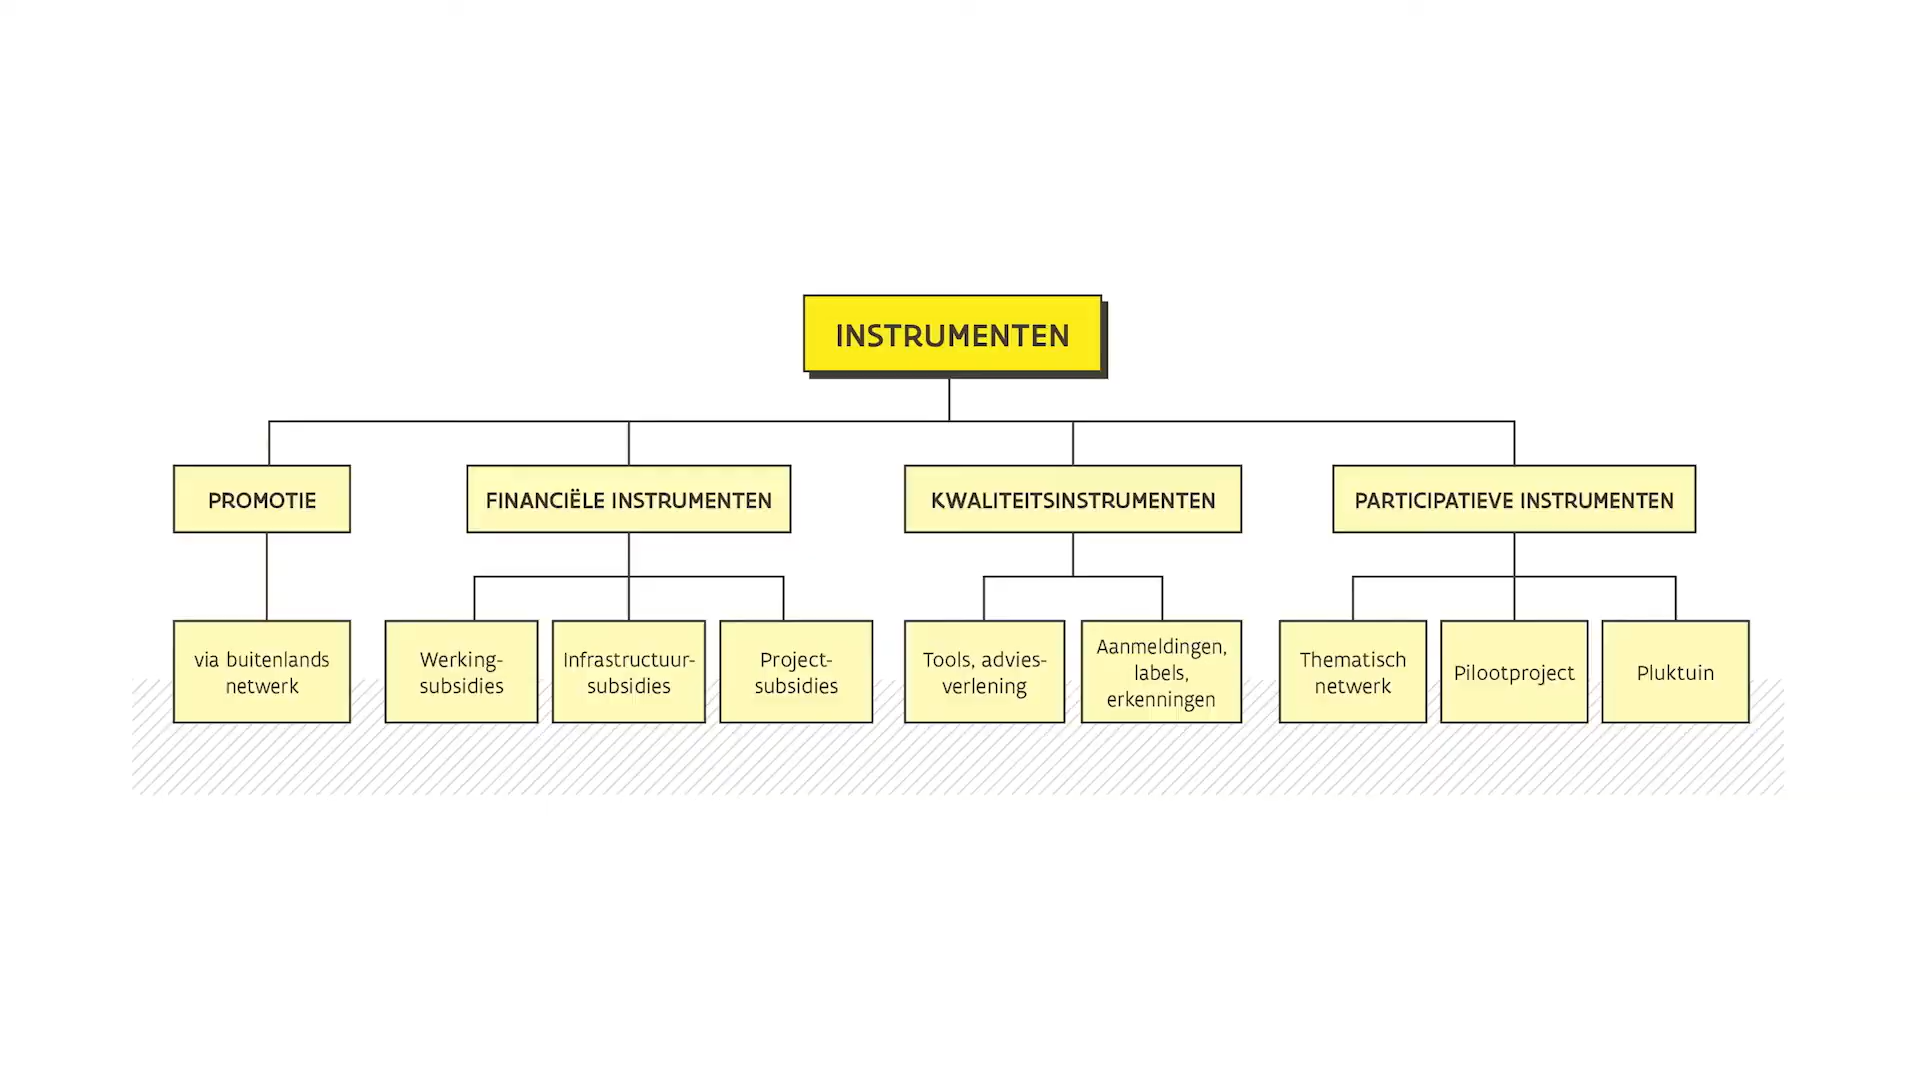 INSTRUMENTEN
PROMOTIE
FINANCIËLE INSTRUMENTEN
KWALITEITSINSTRUMENTEN
PARTICIPATIEVE INSTRUMENTEN
via buitenlands
netwerk
Werking-
subsidies
Infrastructuur-
subsidies
Project-
subsidies
Tools, advies-
verlening
Aanmeldingen,
labels,
erkenningen
Thematisch
netwerk
Pilootproject
Pluktuin